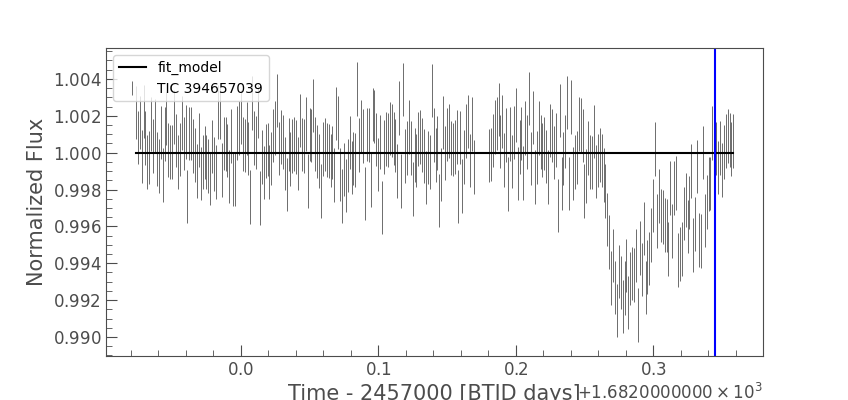 fit_model
TIC 394657039
Normalized Flux
1.004
1.002
1.000
0.998
0.996
0.994
0.992
0.990
0.0
0.1
0.2
0.3
Time - 2457000 [BTJD days]
+1.6820000000 × 10³